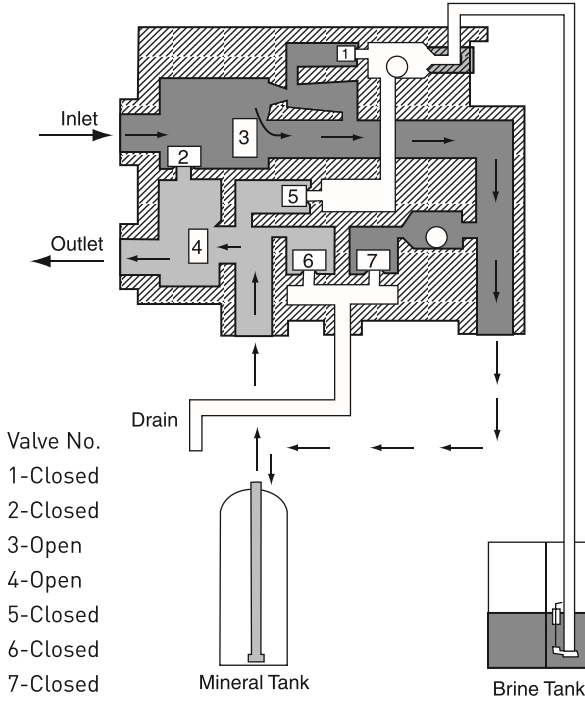 1
Inlet
3
2
5
Outlet
4
6
7
Drain
Valve No.
1-Closed
2-Closed
3-Open
4-Open
5-Closed
6-Closed
7-Closed
Mineral Tank
Brine Tank